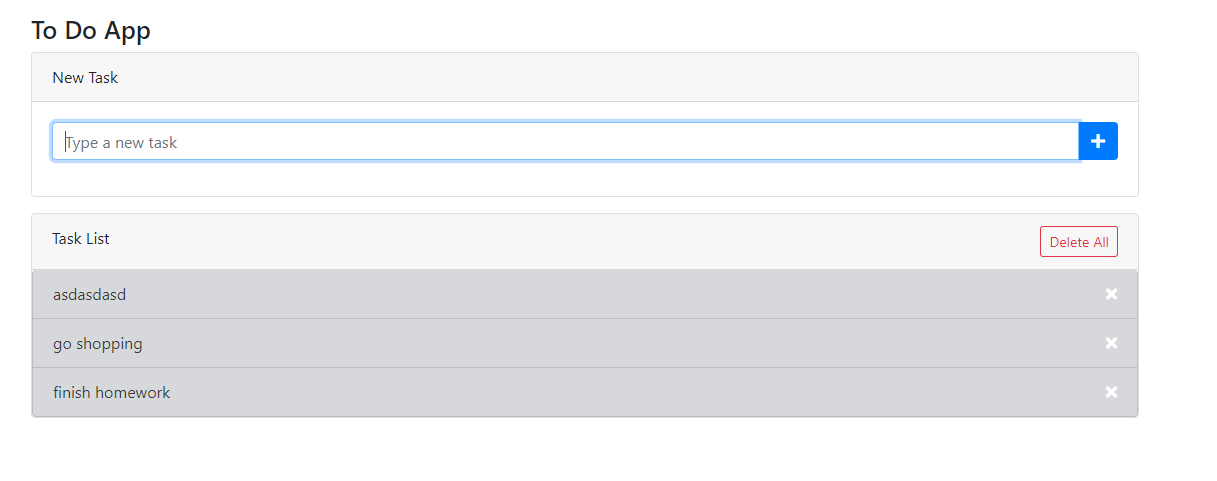 To Do App
New Task
Type a new task
Task List
Delete All
asdasdasd
go shopping
finish homework